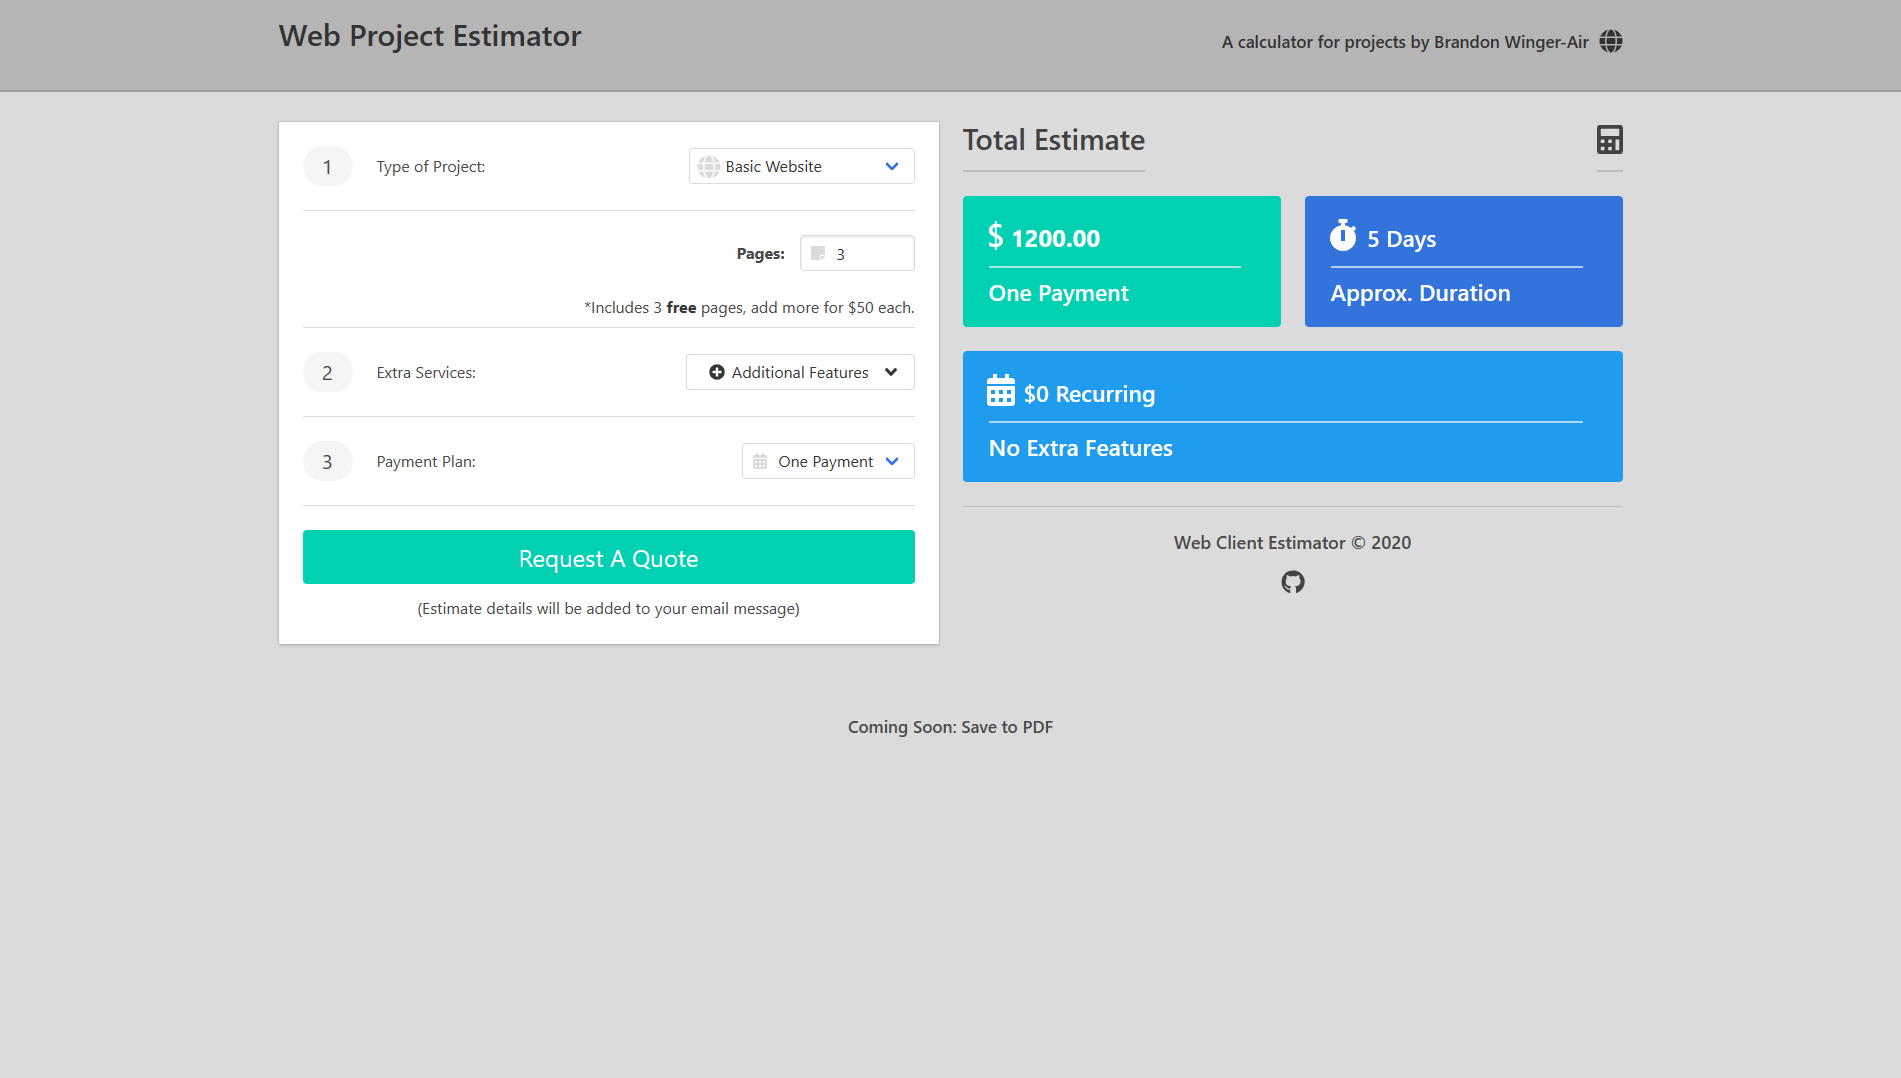 Web Project Estimator
A calculator for projects by Brandon Winger-Air
1
Type of Project:
Basic Website
Pages:
3
*Includes 3 free pages, add more for $50 each.
2
Extra Services:
Additional Features
3
Payment Plan:
One Payment
Request A Quote
(Estimate details will be added to your email message)
Total Estimate
$ 1200.00
One Payment
5 Days
Approx. Duration
$0 Recurring
No Extra Features
Web Client Estimator © 2020
Coming Soon: Save to PDF